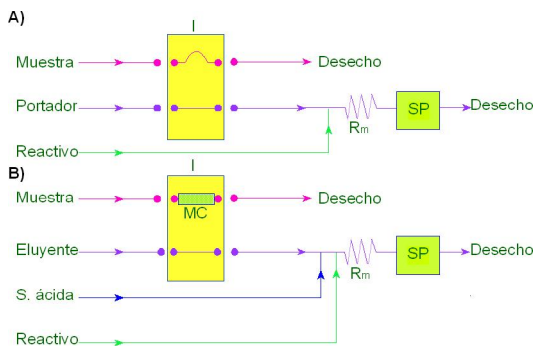 A)
I
Muestra Desecho
Portador SP Desecho
Rm
Reactivo
B)
I
Muestra Desecho
MC
Eluyente SP Desecho
Rm
S. ácida
Reactivo